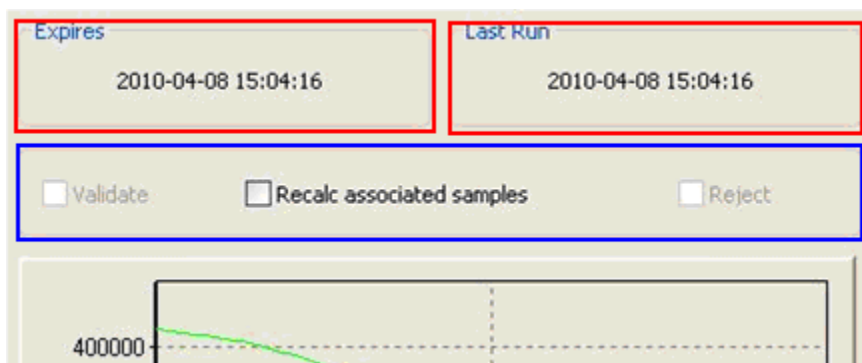 Expires
Last Run
2010-04-08 15:04:16
2010-04-08 15:04:16
Validate
Recalc associated samples
Reject
400000